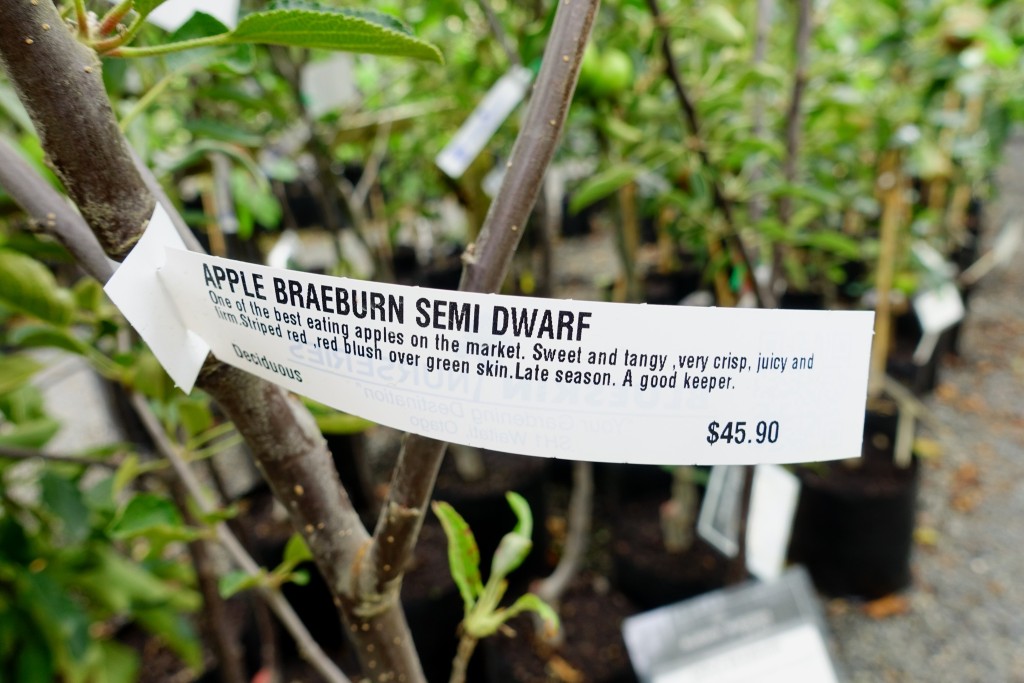 APPLE BRAEBURN SEMI DWARF
One of the best eating apples on the market. Sweet and tangy ,very crisp, juicy and
firm.Striped red ,red blush over green skin.Late season. A good keeper.
Deciduous
$45.90